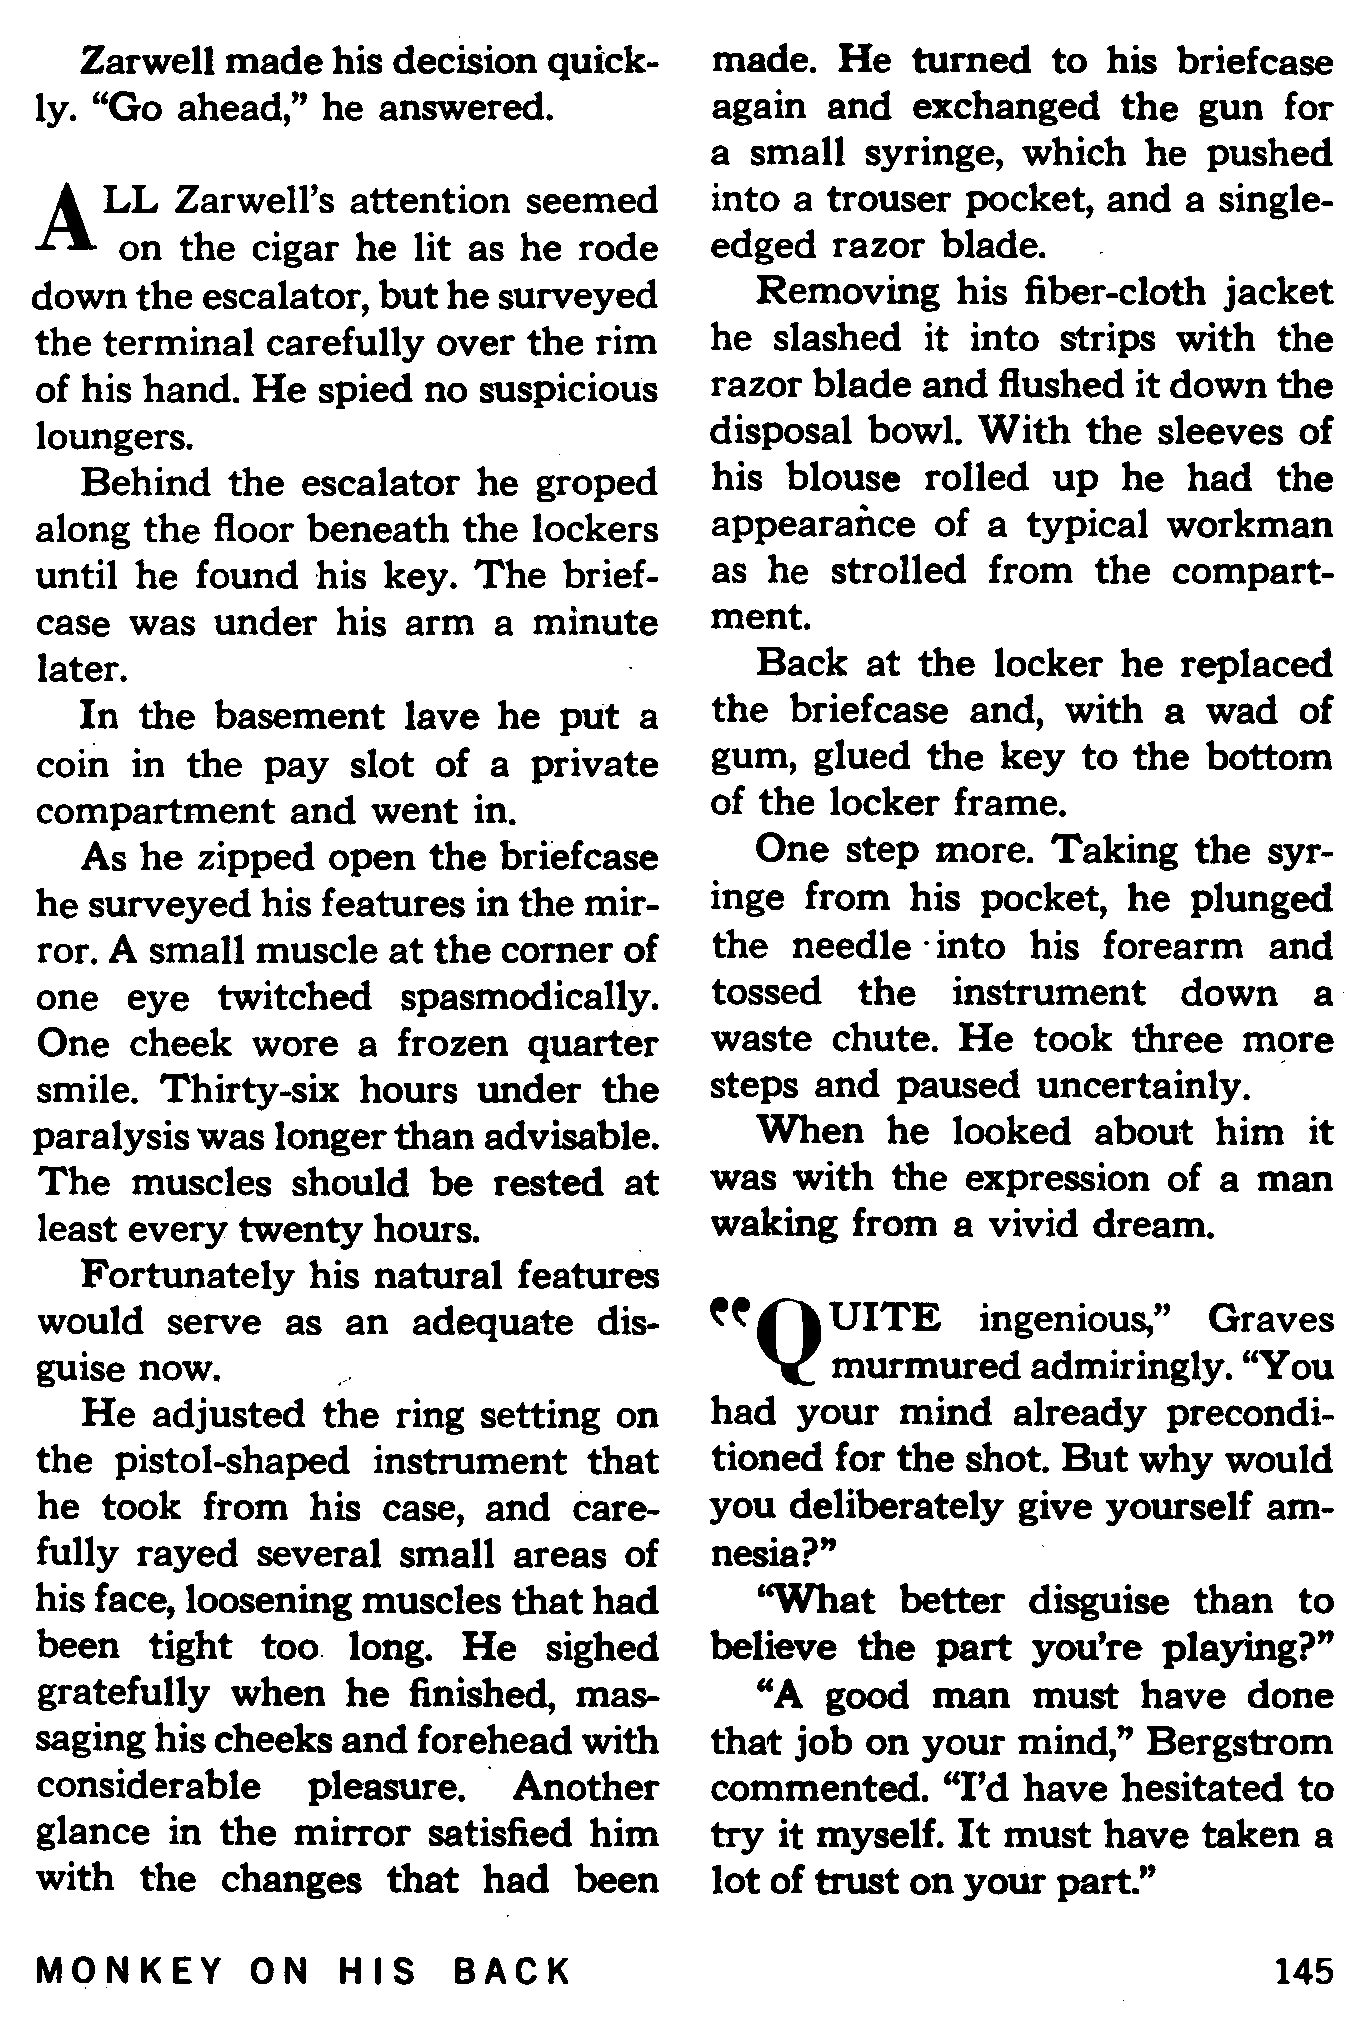 Zarwell made his decision quick-
ly. “Go ahead,” he answered.
ALL Zarwell’s attention seemed
on the cigar he lit as he rode
down the escalator, but he surveyed
the terminal carefully over the rim
of his hand. He spied no suspicious
loungers.
Behind the escalator he groped
along the floor beneath the lockers
until he found his key. The brief-
case was under his arm a minute
later.
In the basement lave he put a
coin in the pay slot of a private
compartment and went in.
As he zipped open the briefcase
he surveyed his features in the mir-
ror. A small muscle at the corner of
one eye twitched spasmodically.
One cheek wore a frozen quarter
smile. Thirty-six hours under the
paralysis was longer than advisable.
The muscles should be rested at
least every twenty hours.
Fortunately his natural features
would serve as an adequate dis-
guise now.
He adjusted the ring setting on
the pistol-shaped instrument that
he took from his case, and care-
fully rayed several small areas of
his face, loosening muscles that had
been tight too long. He sighed
gratefully when he finished, mas-
saging his cheeks and forehead with
considerable pleasure. Another
glance in the mirror satisfied him
with the changes that had been
made. He turned to his briefcase
again and exchanged the gun for
a small syringe, which he pushed
into a trouser pocket, and a single-
edged razor blade.
Removing his fiber-cloth jacket
he slashed it into strips with the
razor blade and flushed it down the
disposal bowl. With the sleeves of
his blouse rolled up he had the
appearance of a typical workman
as he strolled from the compart-
ment.
Back at the locker he replaced
the briefcase and, with a wad of
gum, glued the key to the bottom
of the locker frame.
One step more. Taking the syr-
inge from his pocket, he plunged
the needle into his forearm and
tossed the instrument down a
waste chute. He took three more
steps and paused uncertainly.
When he looked about him it
was with the expression of a man
waking from a vivid dream.
“QUITE ingenious,” Graves
murmured admiringly. “You
had your mind already precondi-
tioned for the shot. But why would
you deliberately give yourself am-
nesia?”
“What better disguise than to
believe the part you’re playing?”
“A good man must have done
that job on your mind,” Bergstrom
commented. “I’d have hesitated to
try it myself. It must have taken a
lot of trust on your part.”
MONKEY ON HIS BACK
145